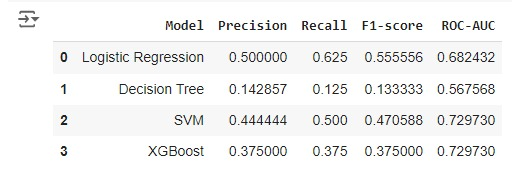 Model Precision Recall F1-score ROC-AUC
0 Logistic Regression 0.500000 0.625 0.555556 0.682432
1 Decision Tree 0.142857 0.125 0.133333 0.567568
2 SVM 0.444444 0.500 0.470588 0.729730
3 XGBoost 0.375000 0.375 0.375000 0.729730